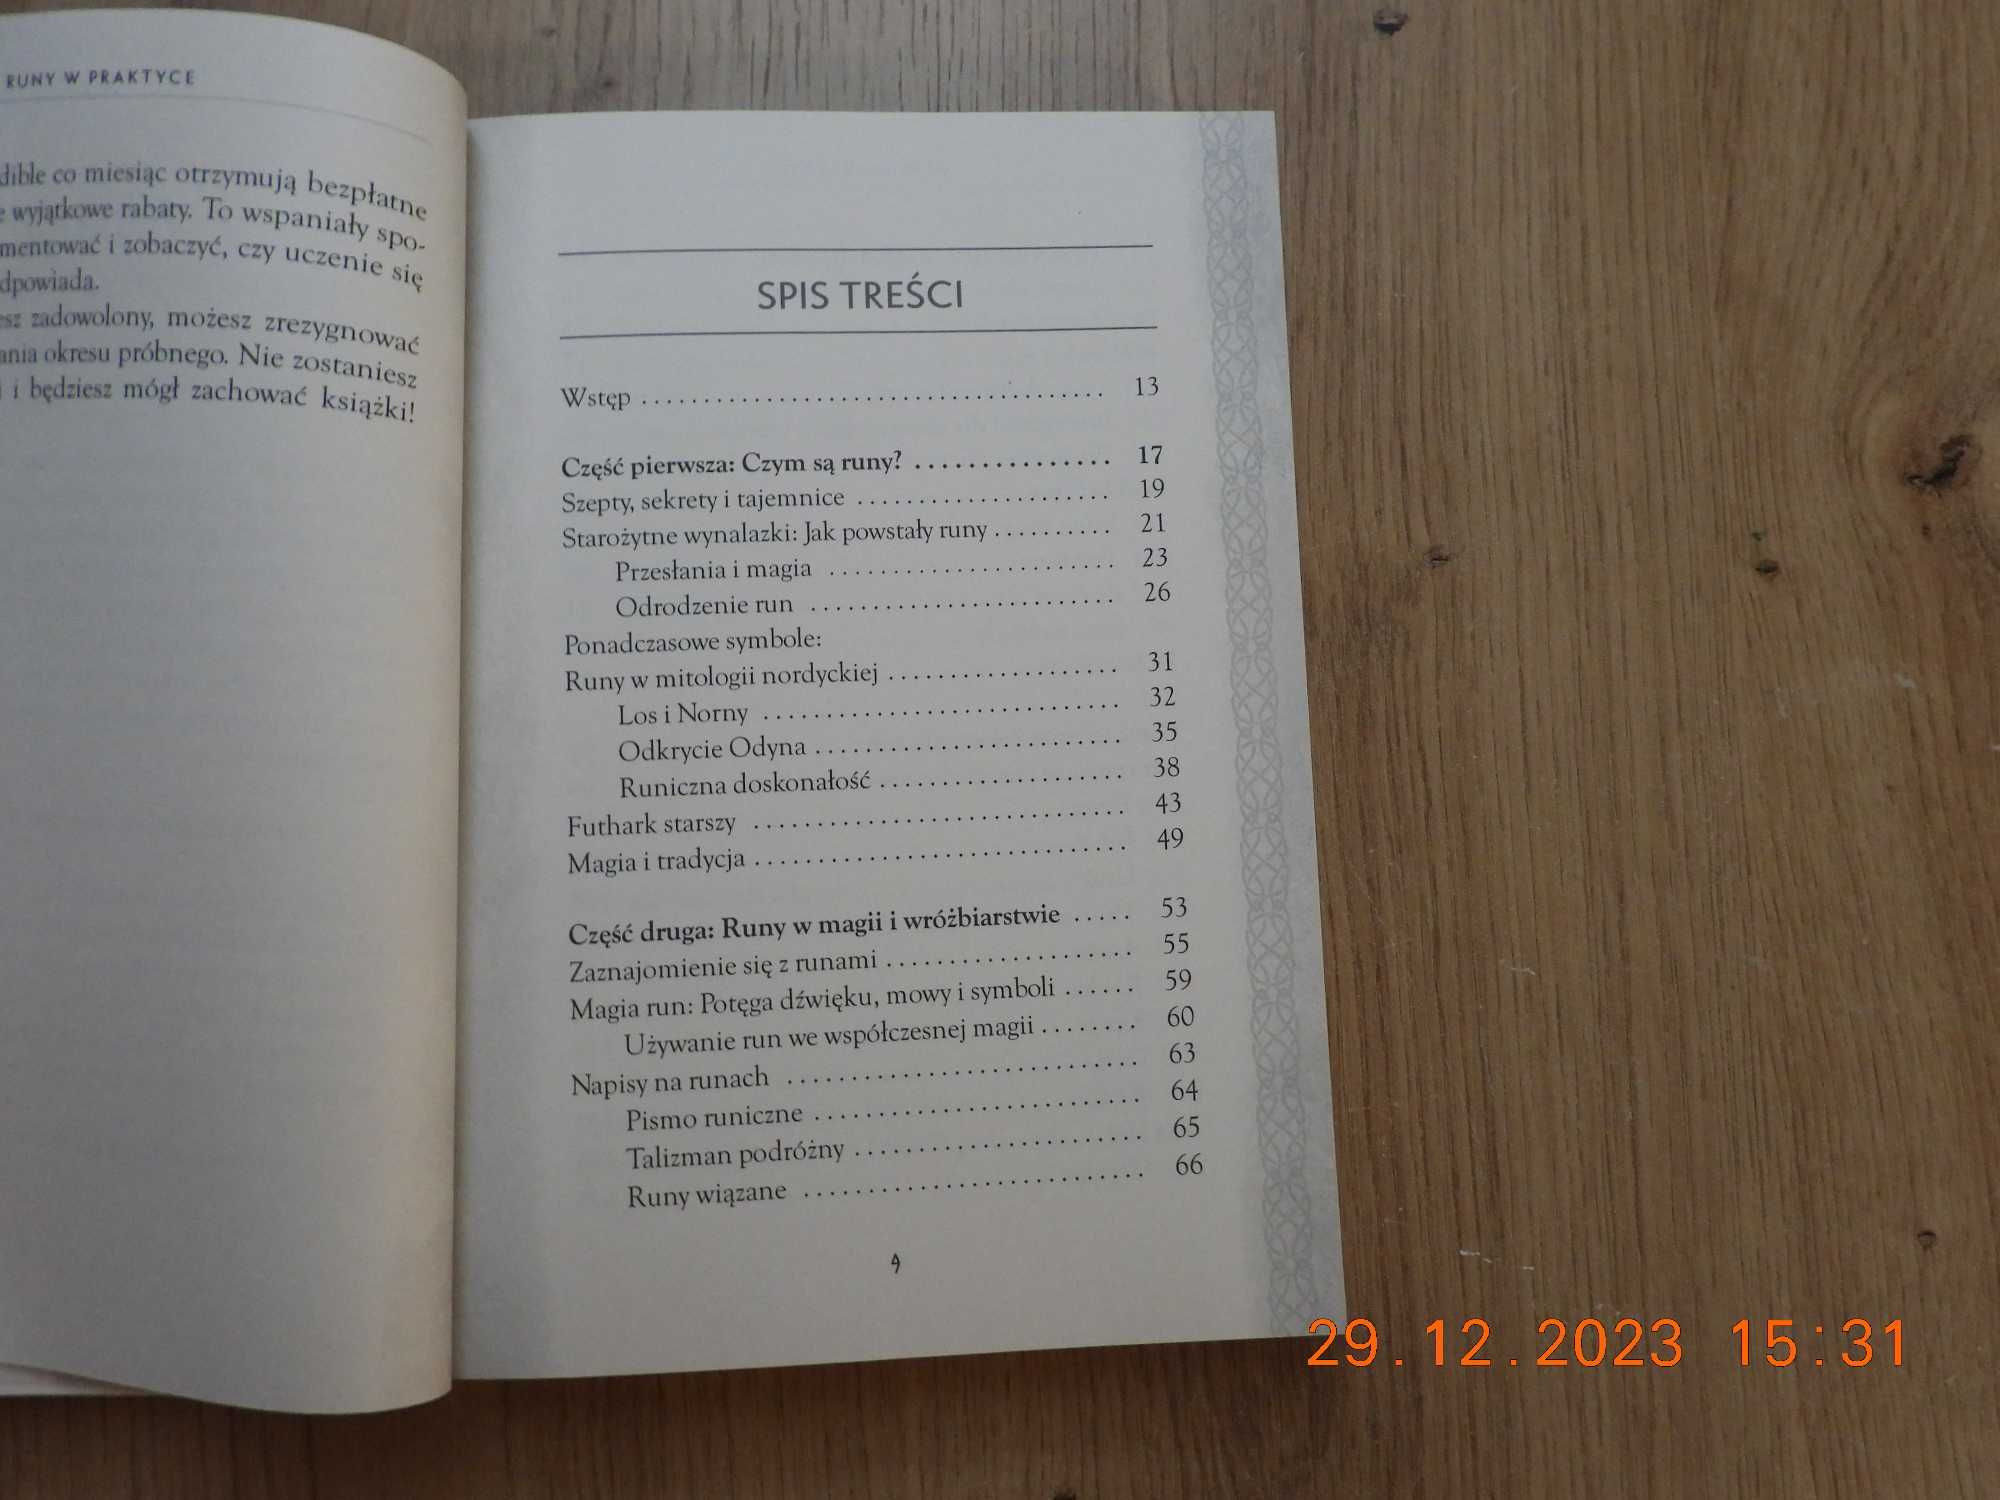 RUNY W PRAKTYCE
co miesiąc otrzymują bezpłatne
wyjątkowe rabaty. To wspaniały spo-
i zobaczyć, czy uczenie się
zadowolony, możesz zrezygnować
okresu próbnego. Nie zostaniesz
i będziesz mógł zachować książki!
SPIS TREŚCI
Wstęp . . . . . . . . . . . . . . . . . . . . 13
Część pierwsza: Czym są runy? . . . . . . . . . . . . . . . . 17
Szepty, sekrety i tajemnice . . . . . . . . . . . . . . . . . . . . 19
Starożytne wynalazki: Jak powstały runy . . . . . . . . . . 21
Przesłania i magia . . . . . . . . . . . . . . . . . . . . 23
Odrodzenie run . . . . . . . . . . . . . . . . . . . . 26
Ponadczasowe symbole:
Runy w mitologii nordyckiej . . . . . . . . . . . . . . . . . . . 31
Los i Norny . . . . . . . . . . . . . . . . . . . . 32
Odkrycie Odyna . . . . . . . . . . . . . . . . . . . . 35
Runiczna doskonałość . . . . . . . . . . . . . . . . . . . . 38
Futhark starszy . . . . . . . . . . . . . . . . . . . . 43
Magia i tradycja . . . . . . . . . . . . . . . . . . . . 49
Część druga: Runy w magii i wróżbiarstwie . . . . . 53
Zaznajomienie się z runami . . . . . . . . . . . . . . . . . . . . 55
Magia run: Potęga dźwięku, mowy i symboli . . . . . . 59
Używanie run we współczesnej magii . . . . . . . . 60
Napisy na runach . . . . . . . . . . . . . . . . . . . . 63
Pismo runiczne . . . . . . . . . . . . . . . . . . . . 64
Talizman podróżny . . . . . . . . . . . . . . . . . . . . 65
Runy wiązane . . . . . . . . . . . . . . . . . . . . 66
9
29.12.2023 15:31